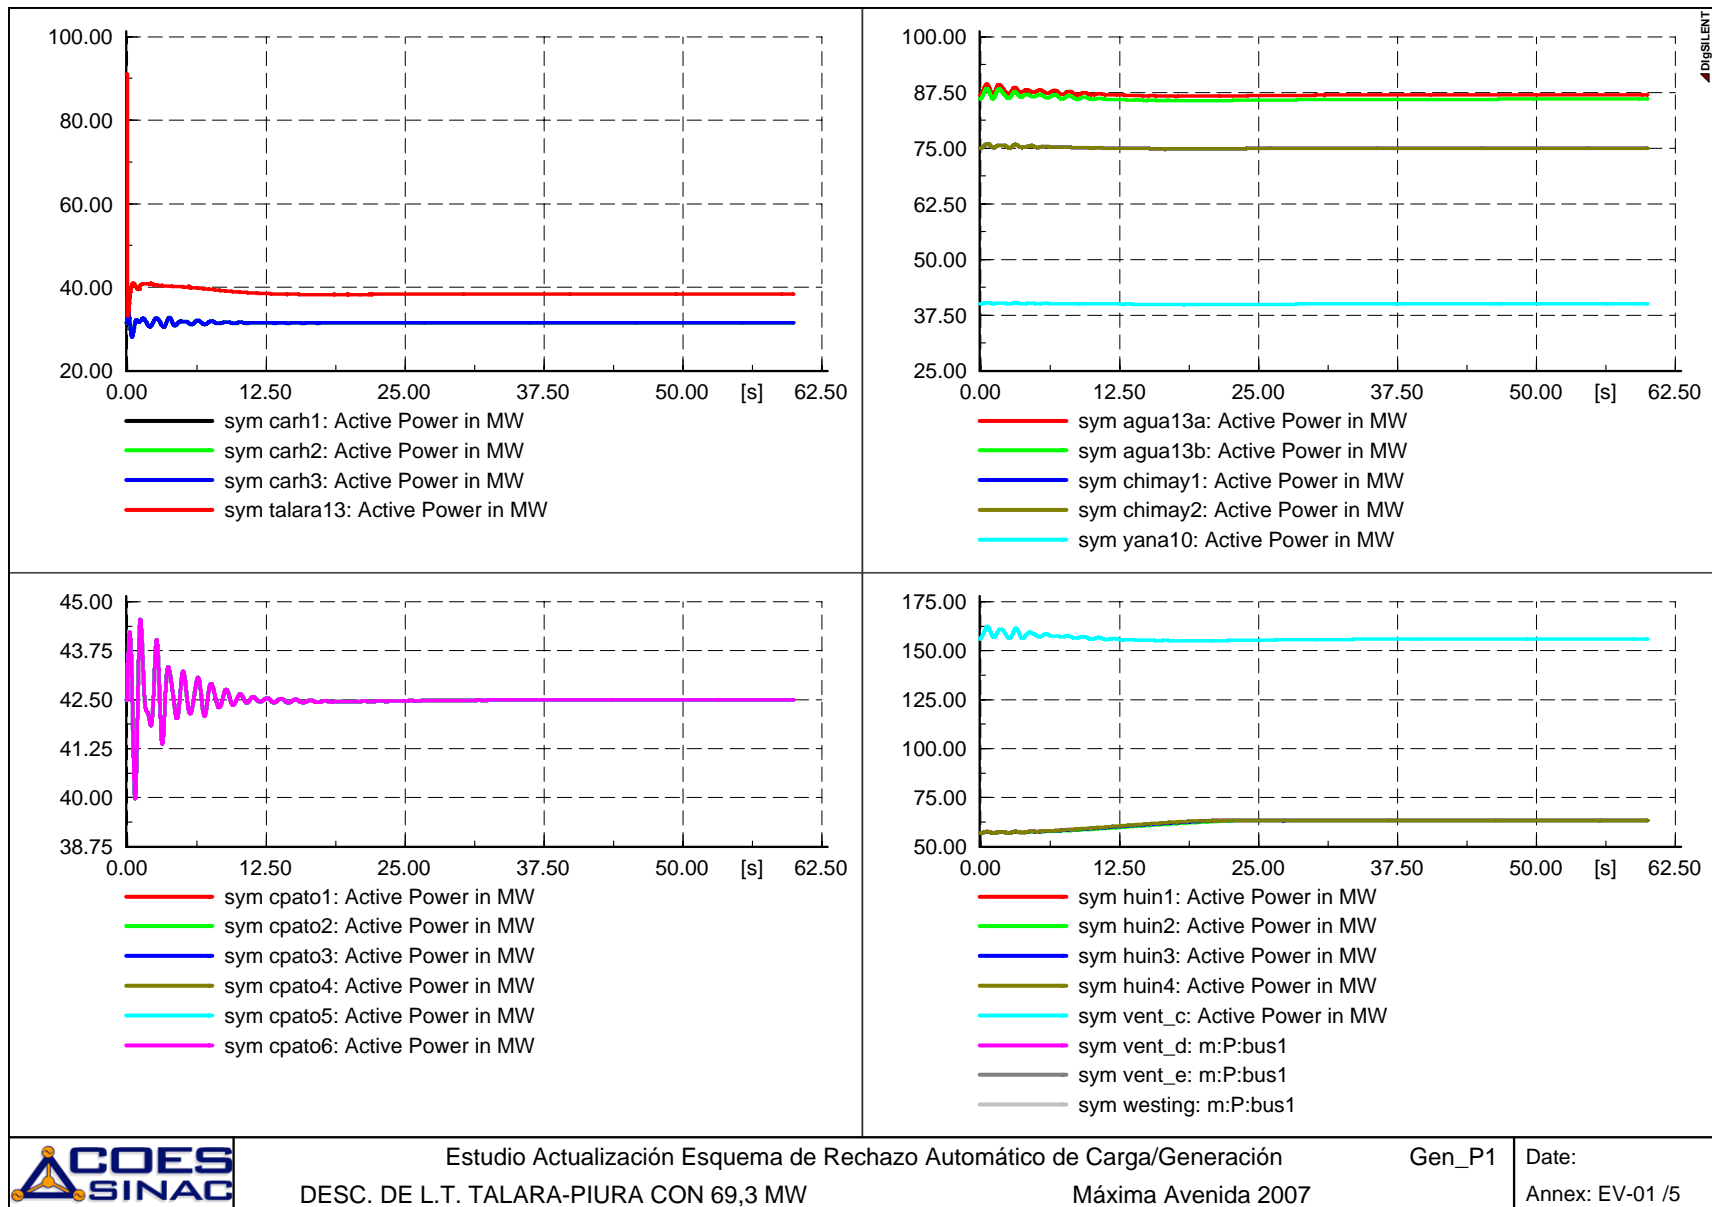 100.00
80.00
60.00
40.00
20.00
0.00 12.50 25.00 37.50 50.00 [s] 62.50
sym carh1: Active Power in MW
sym carh2: Active Power in MW
sym carh3: Active Power in MW
sym talara13: Active Power in MW
DIgSILENT
100.00
87.50
75.00
62.50
50.00
37.50
25.00
0.00 12.50 25.00 37.50 50.00 [s] 62.50
sym agua13a: Active Power in MW
sym agua13b: Active Power in MW
sym chimay1: Active Power in MW
sym chimay2: Active Power in MW
sym yana10: Active Power in MW
45.00
43.75
42.50
41.25
40.00
38.75
0.00 12.50 25.00 37.50 50.00 [s] 62.50
sym cpato1: Active Power in MW
sym cpato2: Active Power in MW
sym cpato3: Active Power in MW
sym cpato4: Active Power in MW
sym cpato5: Active Power in MW
sym cpato6: Active Power in MW
175.00
150.00
125.00
100.00
75.00
50.00
0.00 12.50 25.00 37.50 50.00 [s] 62.50
sym huin1: Active Power in MW
sym huin2: Active Power in MW
sym huin3: Active Power in MW
sym huin4: Active Power in MW
sym vent_c: Active Power in MW
sym vent_d: m:P:bus1
sym vent_e: m:P:bus1
sym westing: m:P:bus1
COES
SINAC
Estudio Actualización Esquema de Rechazo Automático de Carga/Generación Gen_P1
DESC. DE L.T. TALARA-PIURA CON 69,3 MW Máxima Avenida 2007
Date:
Annex: EV-01 /5